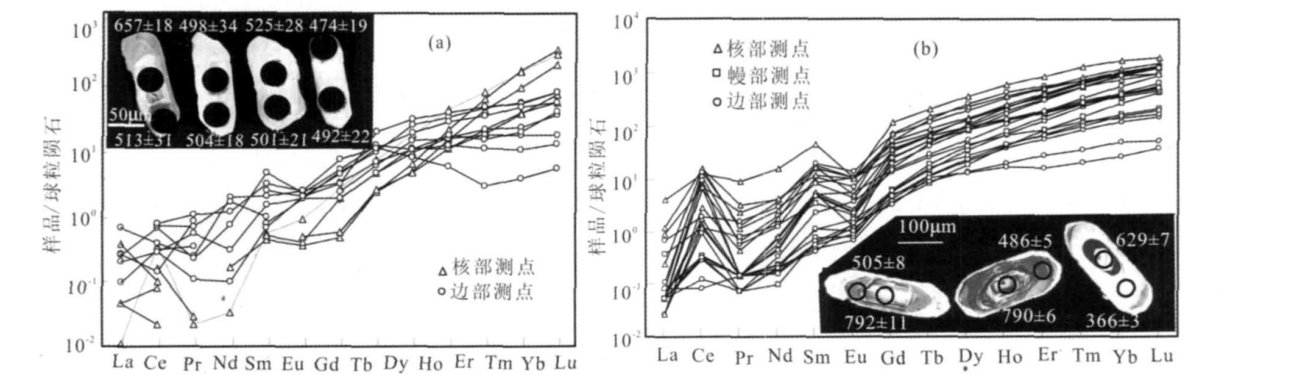 10³
10²
10¹
10⁰
10⁻¹
10⁻²
样品/球粒陨石
657±18 498±34 525±28 474±19
50μm
513±31 504±18 501±21 492±22
(a)
核部测点
边部测点
La Ce Pr Nd Sm Eu Gd Tb Dy Ho Er Tm Yb Lu
10⁴
10³
10²
10¹
10⁰
10⁻¹
10⁻²
样品/球粒陨石
核部测点
幔部测点
边部测点
(b)
100μm
505±8 486±5 629±7
792±11 790±6 366±3
La Ce Pr Nd Sm Eu Gd Tb Dy Ho Er Tm Yb Lu